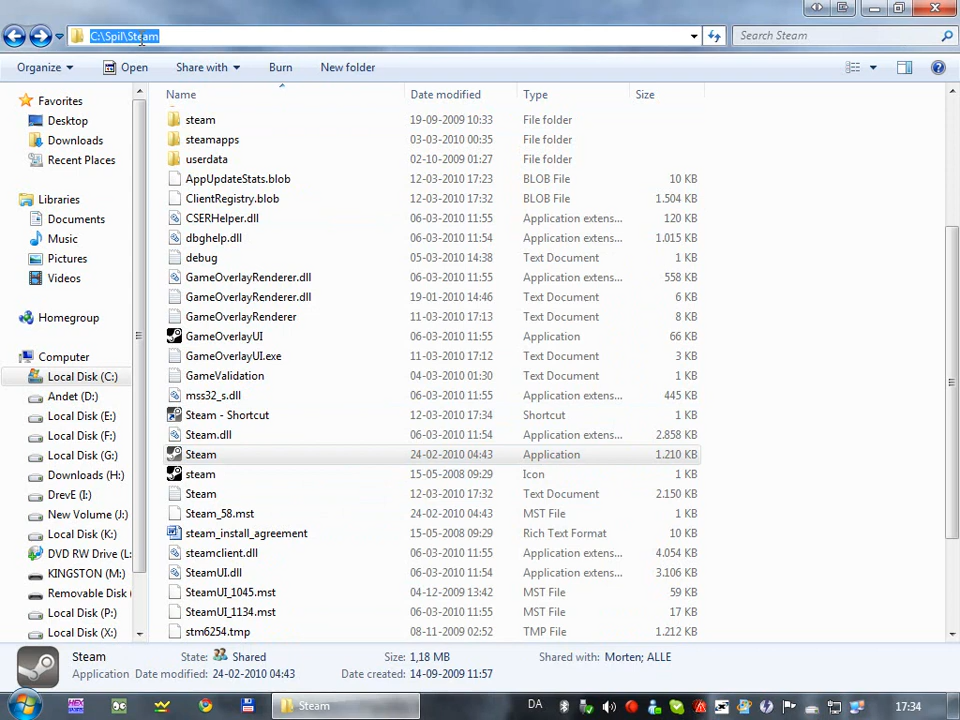 C:\Spil\Steam
Search Steam
Organize
Open
Share with
Burn
New folder
Name
Date modified
Type
Size
Favorites
Desktop
Downloads
Recent Places
Libraries
Documents
Music
Pictures
Videos
Homegroup
Computer
Local Disk (C:)
Andet (D:)
Local Disk (E:)
Local Disk (F:)
Local Disk (G:)
Downloads (H:)
DrevE (I:)
New Volume (J:)
Local Disk (K:)
DVD RW Drive (L:
KINGSTON (M:)
Removable Disk
Local Disk (P:)
Local Disk (X:)
steam 19-09-2009 10:33 File folder
steamapps 03-03-2010 00:35 File folder
userdata 02-10-2009 01:27 File folder
AppUpdateStats.blob 12-03-2010 17:23 BLOB File 10 KB
ClientRegistry.blob 12-03-2010 17:32 BLOB File 1.504 KB
CSERHelper.dll 06-03-2010 11:55 Application extens... 120 KB
dbghelp.dll 06-03-2010 11:54 Application extens... 1.015 KB
debug 05-03-2010 14:38 Text Document 1 KB
GameOverlayRenderer.dll 06-03-2010 11:55 Application extens... 558 KB
GameOverlayRenderer.dll 19-01-2010 14:46 Text Document 6 KB
GameOverlayRenderer 11-03-2010 17:13 Text Document 8 KB
GameOverlayUI 06-03-2010 11:55 Application 66 KB
GameOverlayUI.exe 11-03-2010 17:12 Text Document 3 KB
GameValidation 04-03-2010 01:30 Text Document 2 KB
mss32_s.dll 06-03-2010 11:55 Application extens... 445 KB
Steam - Shortcut 12-03-2010 17:34 Shortcut 1 KB
Steam.dll 06-03-2010 11:54 Application extens... 2.858 KB
Steam 24-02-2010 04:43 Application 1.210 KB
steam 15-05-2008 09:29 Icon 1 KB
Steam 12-03-2010 17:32 Text Document 2.150 KB
Steam_58.mst 24-02-2010 04:43 MST File 1 KB
steam_install_agreement 15-05-2008 09:29 Rich Text Format 10 KB
steamclient.dll 06-03-2010 11:55 Application extens... 4.054 KB
SteamUI.dll 06-03-2010 11:54 Application extens... 3.106 KB
SteamUI_1045.mst 04-12-2009 13:42 MST File 59 KB
SteamUI_1134.mst 06-03-2010 11:55 MST File 17 KB
stm6254.tmp 08-11-2009 02:52 TMP File 1.212 KB
Steam State: Shared Size: 1,18 MB Shared with: Morten; ALLE
Application Date modified: 24-02-2010 04:43 Date created: 14-09-2009 11:57
HEX
Steam
DA
17:34